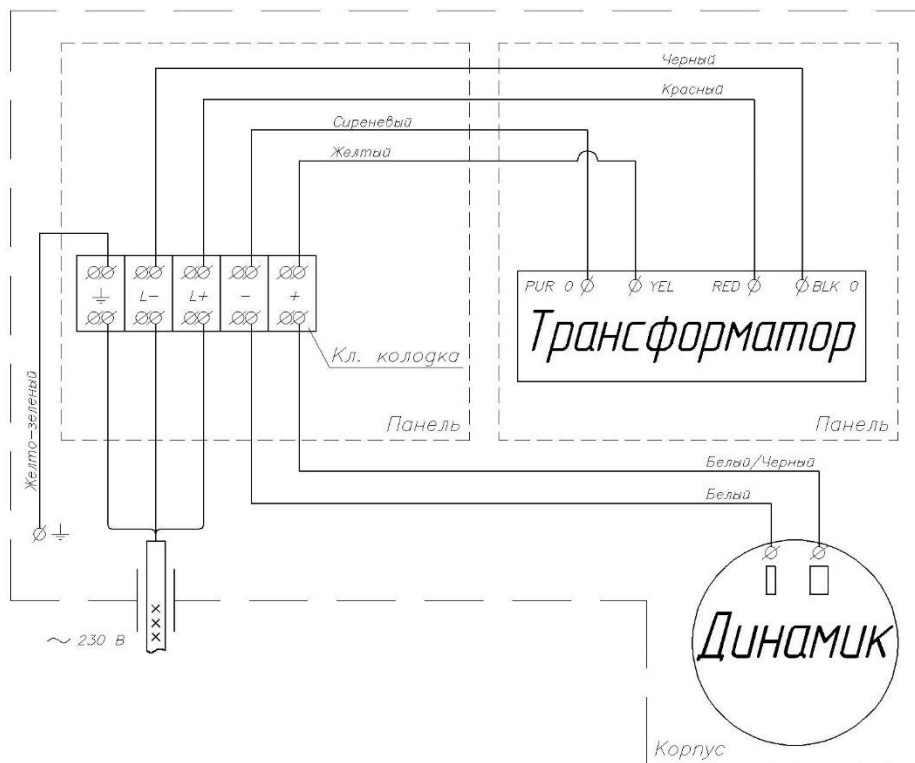 Черный
Красный
Сиреневый
Желтый
L-
L+
-
+
PUR 0
YEL
RED
BLK 0
Трансформатор
Кл. колодка
Панель
Панель
Желто-зеленый
Белый/Черный
Белый
~ 230 В
Динамик
Корпус